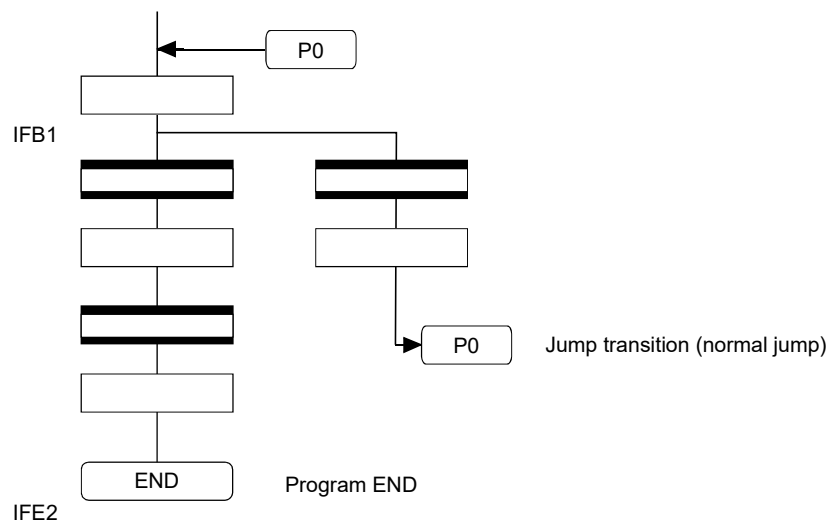 P0
IFB1
P0
Jump transition (normal jump)
END
Program END
IFE2